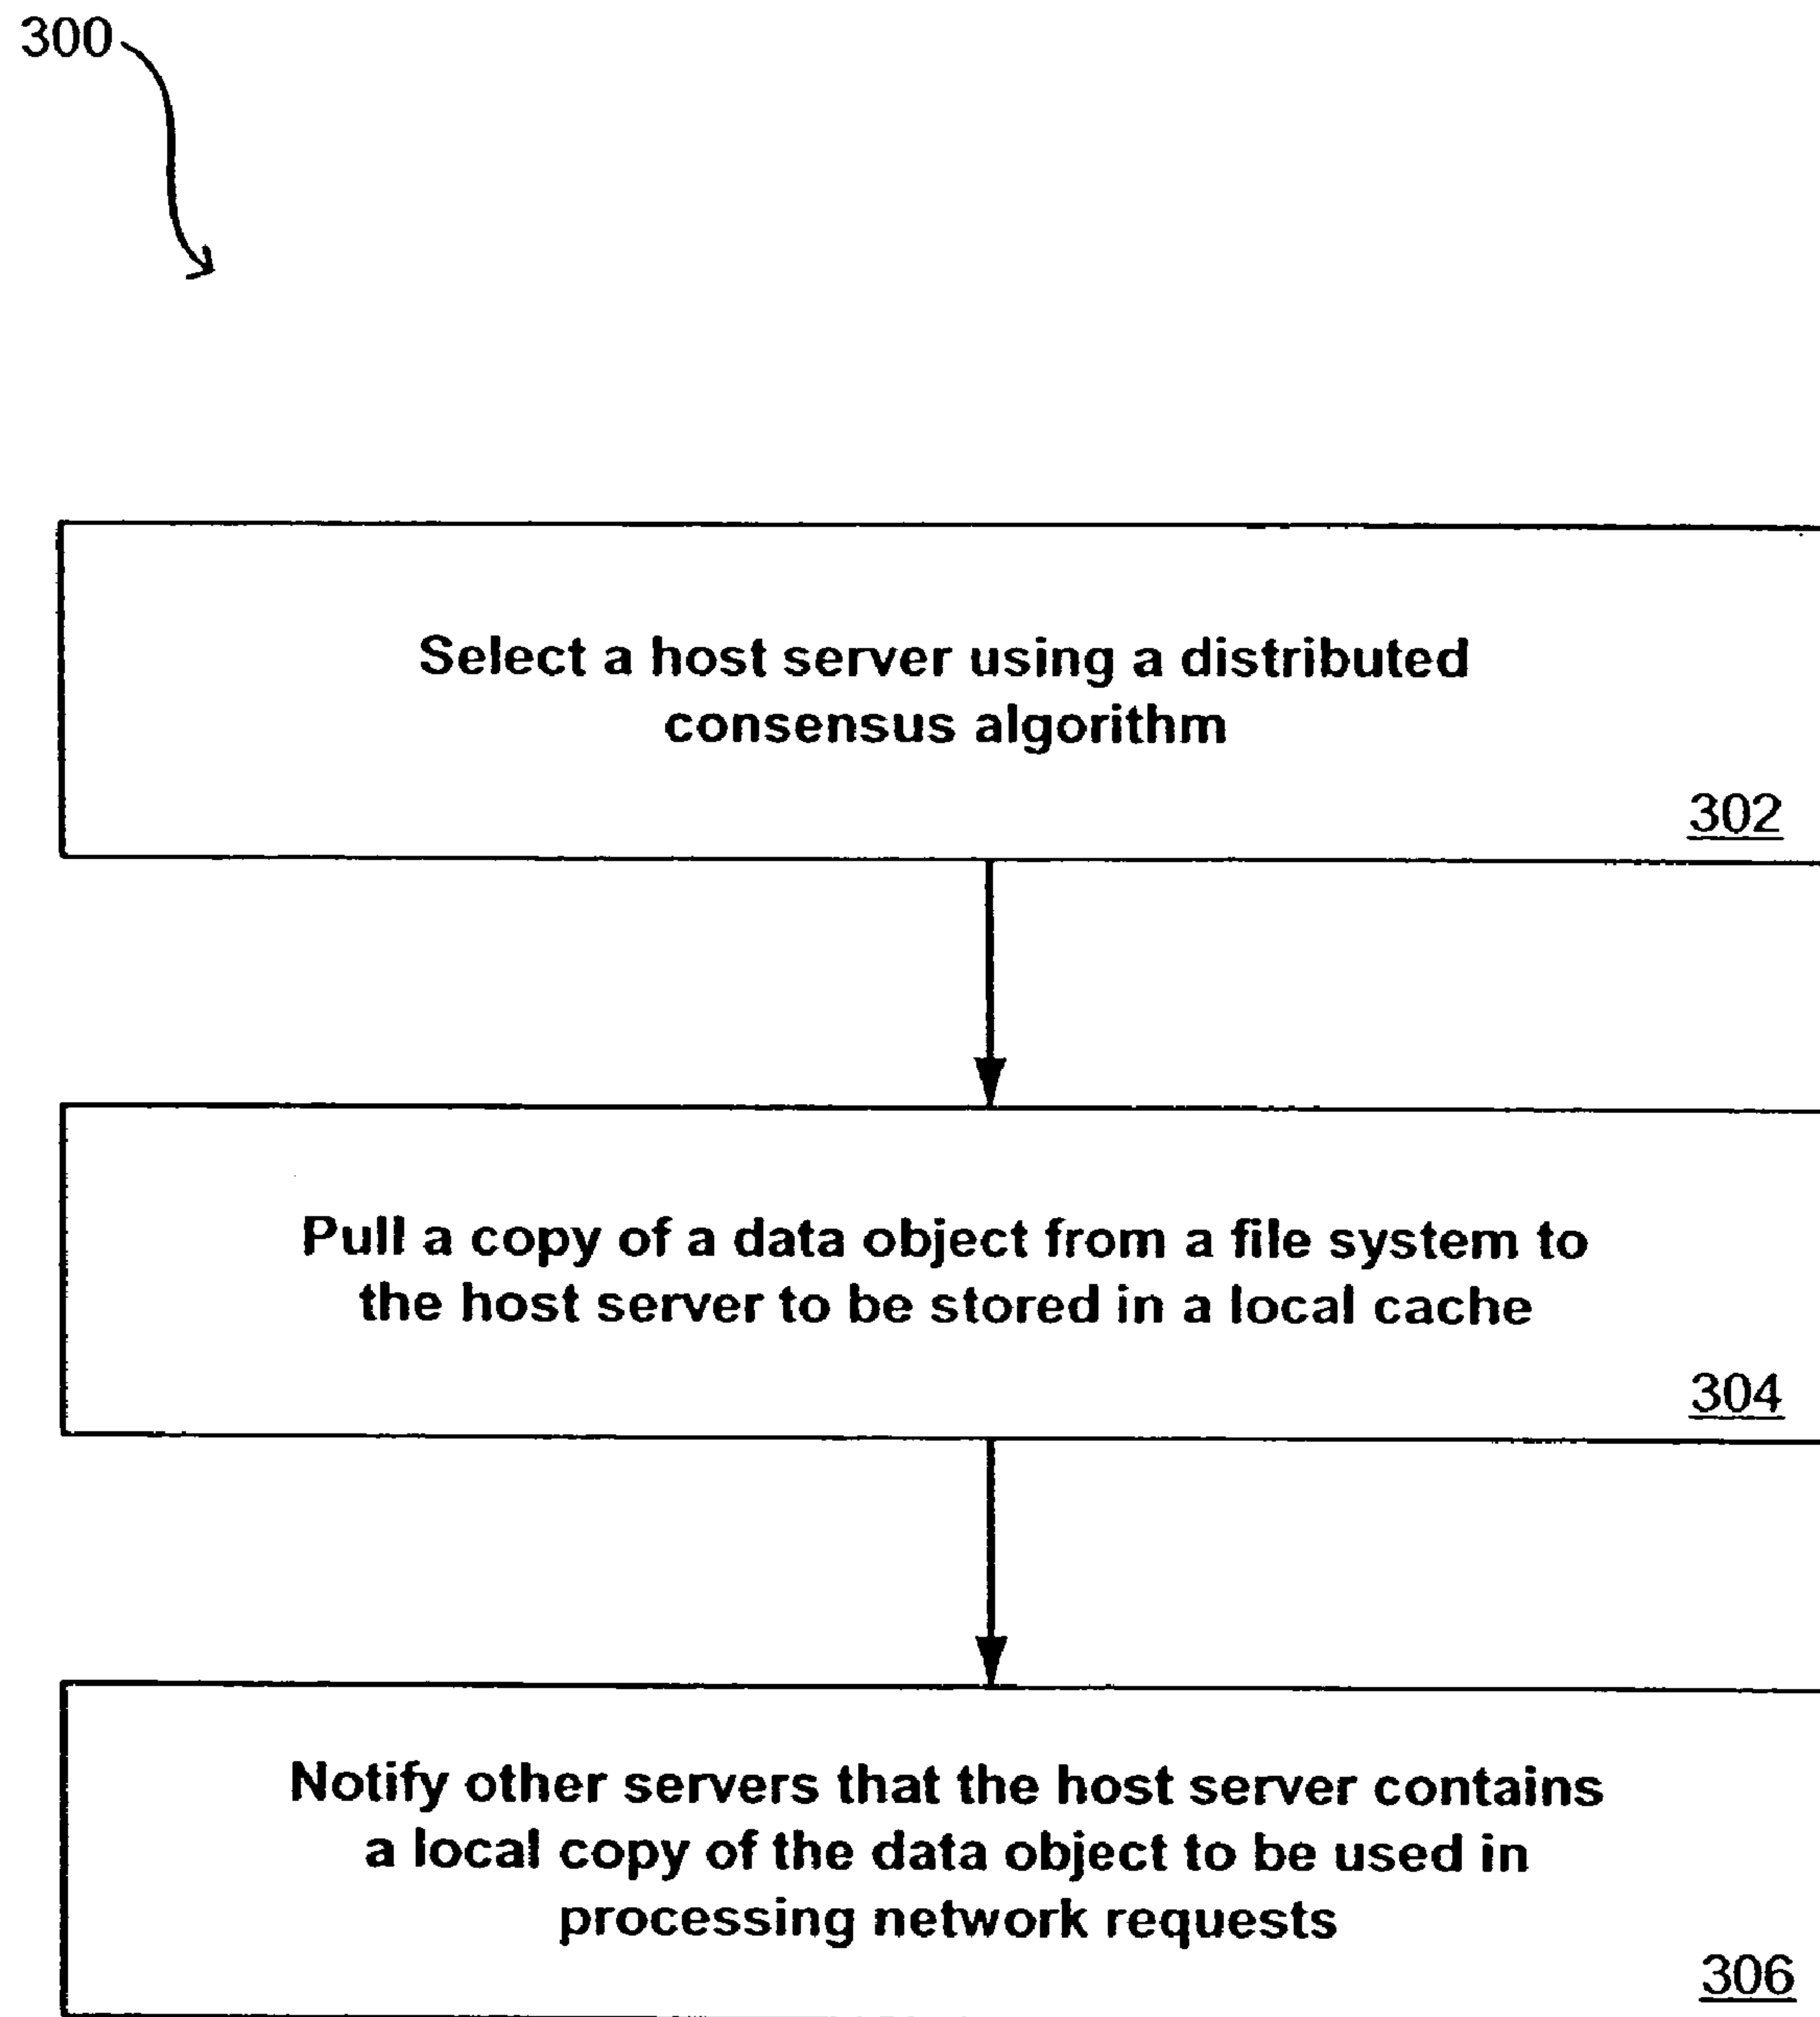 300
Select a host server using a distributed
consensus algorithm
302
Pull a copy of a data object from a file system to
the host server to be stored in a local cache
304
Notify other servers that the host server contains
a local copy of the data object to be used in
processing network requests
306